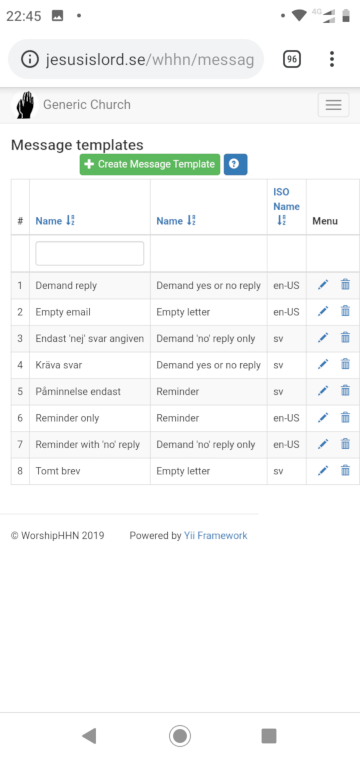 22:45
4G
jesusislord.se/whhn/messag
96
Generic Church
Message templates
Create Message Template ?
# Name Name ISO Name Menu
1 Demand reply Demand yes or no reply en-US
2 Empty email Empty letter en-US
3 Endast 'nej' svar angiven Demand 'no' reply only sv
4 Kräva svar Demand yes or no reply sv
5 Påminnelse endast Reminder sv
6 Reminder only Reminder en-US
7 Reminder with 'no' reply Demand 'no' reply only en-US
8 Tomt brev Empty letter sv
© WorshipHHN 2019 Powered by Yii Framework